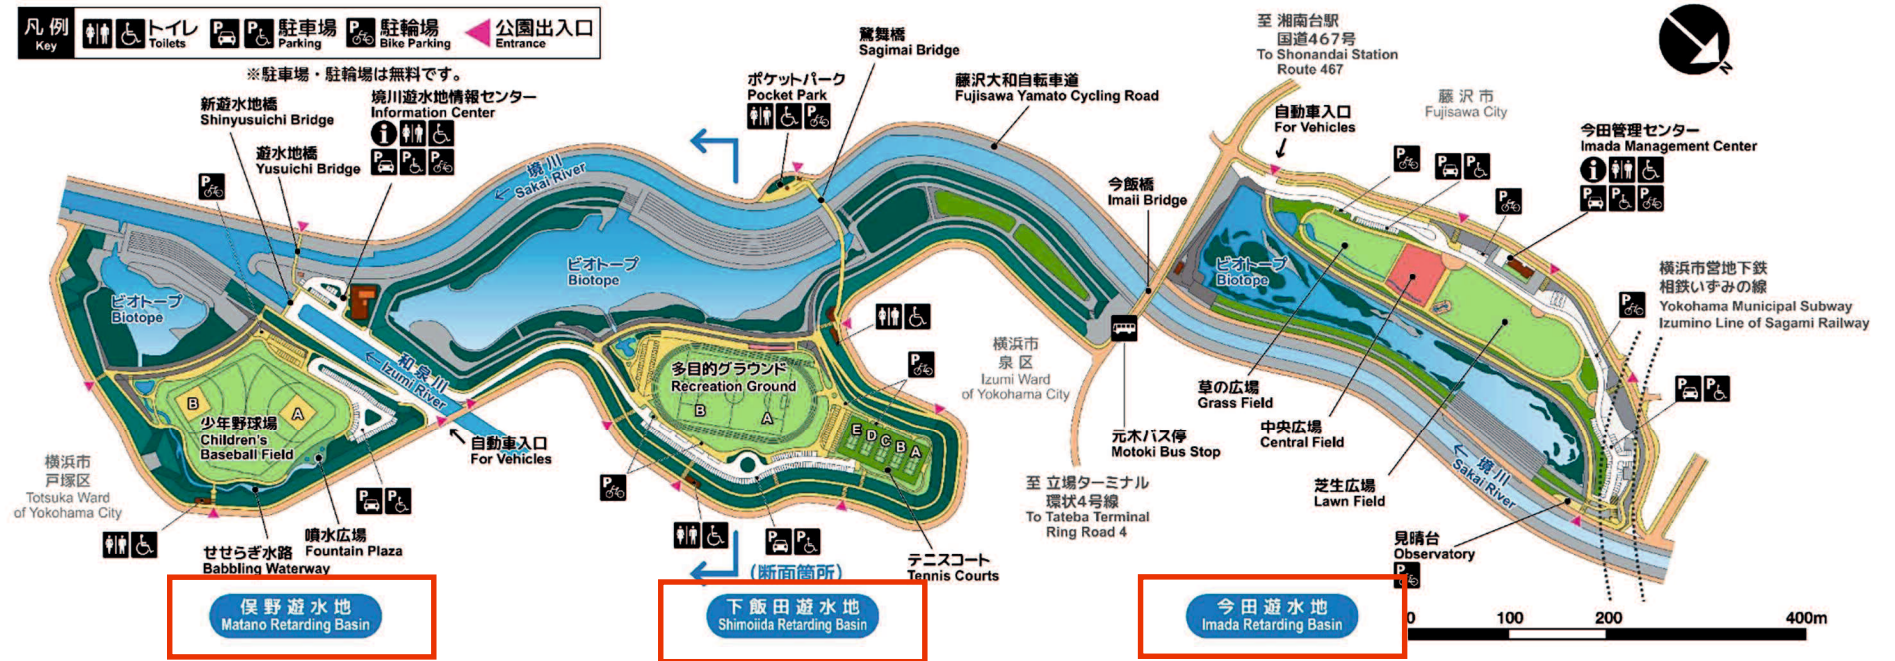 凡例
Key
トイレ
Toilets
駐車場
Parking
駐輪場
Bike Parking
公園出入口
Entrance
※駐車場・駐輪場は無料です。
新遊水地橋
Shinyusuichi Bridge
遊水地橋
Yusuichi Bridge
境川遊水地情報センター
Information Center
鷺舞橋
Sagimai Bridge
ポケットパーク
Pocket Park
藤沢大和自転車道
Fujisawa Yamato Cycling Road
至 湘南台駅
国道467号
To Shonandai Station
Route 467
自動車入口
For Vehicles
藤沢市
Fujisawa City
今田管理センター
Imada Management Center
N
今飯橋
Imaii Bridge
← 境川
Sakai River
ビオトープ
Biotope
ビオトープ
Biotope
ビオトープ
Biotope
横浜市営地下鉄
相鉄いずみの線
Yokohama Municipal Subway
Izumino Line of Sagami Railway
← 和泉川
Izumi River
B
A
少年野球場
Children's
Baseball Field
多目的グラウンド
Recreation Ground
B
A
E D C B A
横浜市
泉区
Izumi Ward
of Yokohama City
草の広場
Grass Field
中央広場
Central Field
芝生広場
Lawn Field
元木バス停
Motoki Bus Stop
自動車入口
For Vehicles
横浜市
戸塚区
Totsuka Ward
of Yokohama City
← 境川
Sakai River
至 立場ターミナル
環状4号線
To Tateba Terminal
Ring Road 4
見晴台
Observatory
噴水広場
Fountain Plaza
せせらぎ水路
Babbling Waterway
テニスコート
Tennis Courts
(断面箇所)
俣野遊水地
Matano Retarding Basin
下飯田遊水地
Shimoiida Retarding Basin
今田遊水地
Imada Retarding Basin
0 100 200 400m